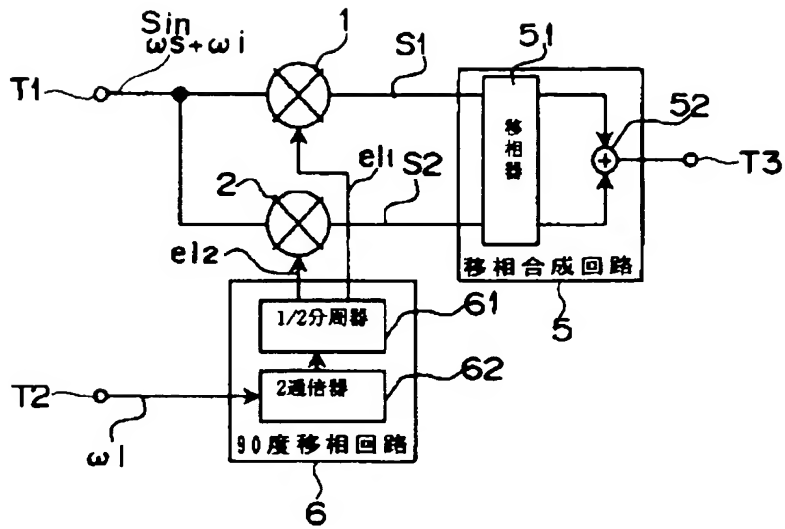 Sin
ωS+ωi
T1
1
S1
51
移相器
52
T3
el1
S2
2
el2
移相合成回路
5
1/2分周器
61
2逓倍器
62
T2
ωl
90度移相回路
6